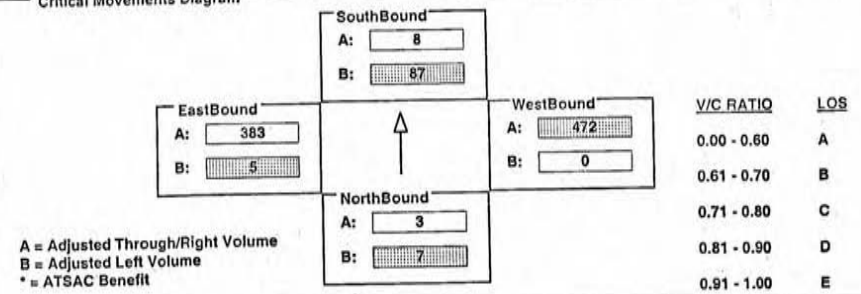 Critical Movements Diagram
SouthBound
A: 8
B: 87
EastBound
A: 383
B: 5
WestBound
A: 472
B: 0
NorthBound
A: 3
B: 7
A = Adjusted Through/Right Volume
B = Adjusted Left Volume
* = ATSAC Benefit
V/C RATIO LOS
0.00 - 0.60 A
0.61 - 0.70 B
0.71 - 0.80 C
0.81 - 0.90 D
0.91 - 1.00 E